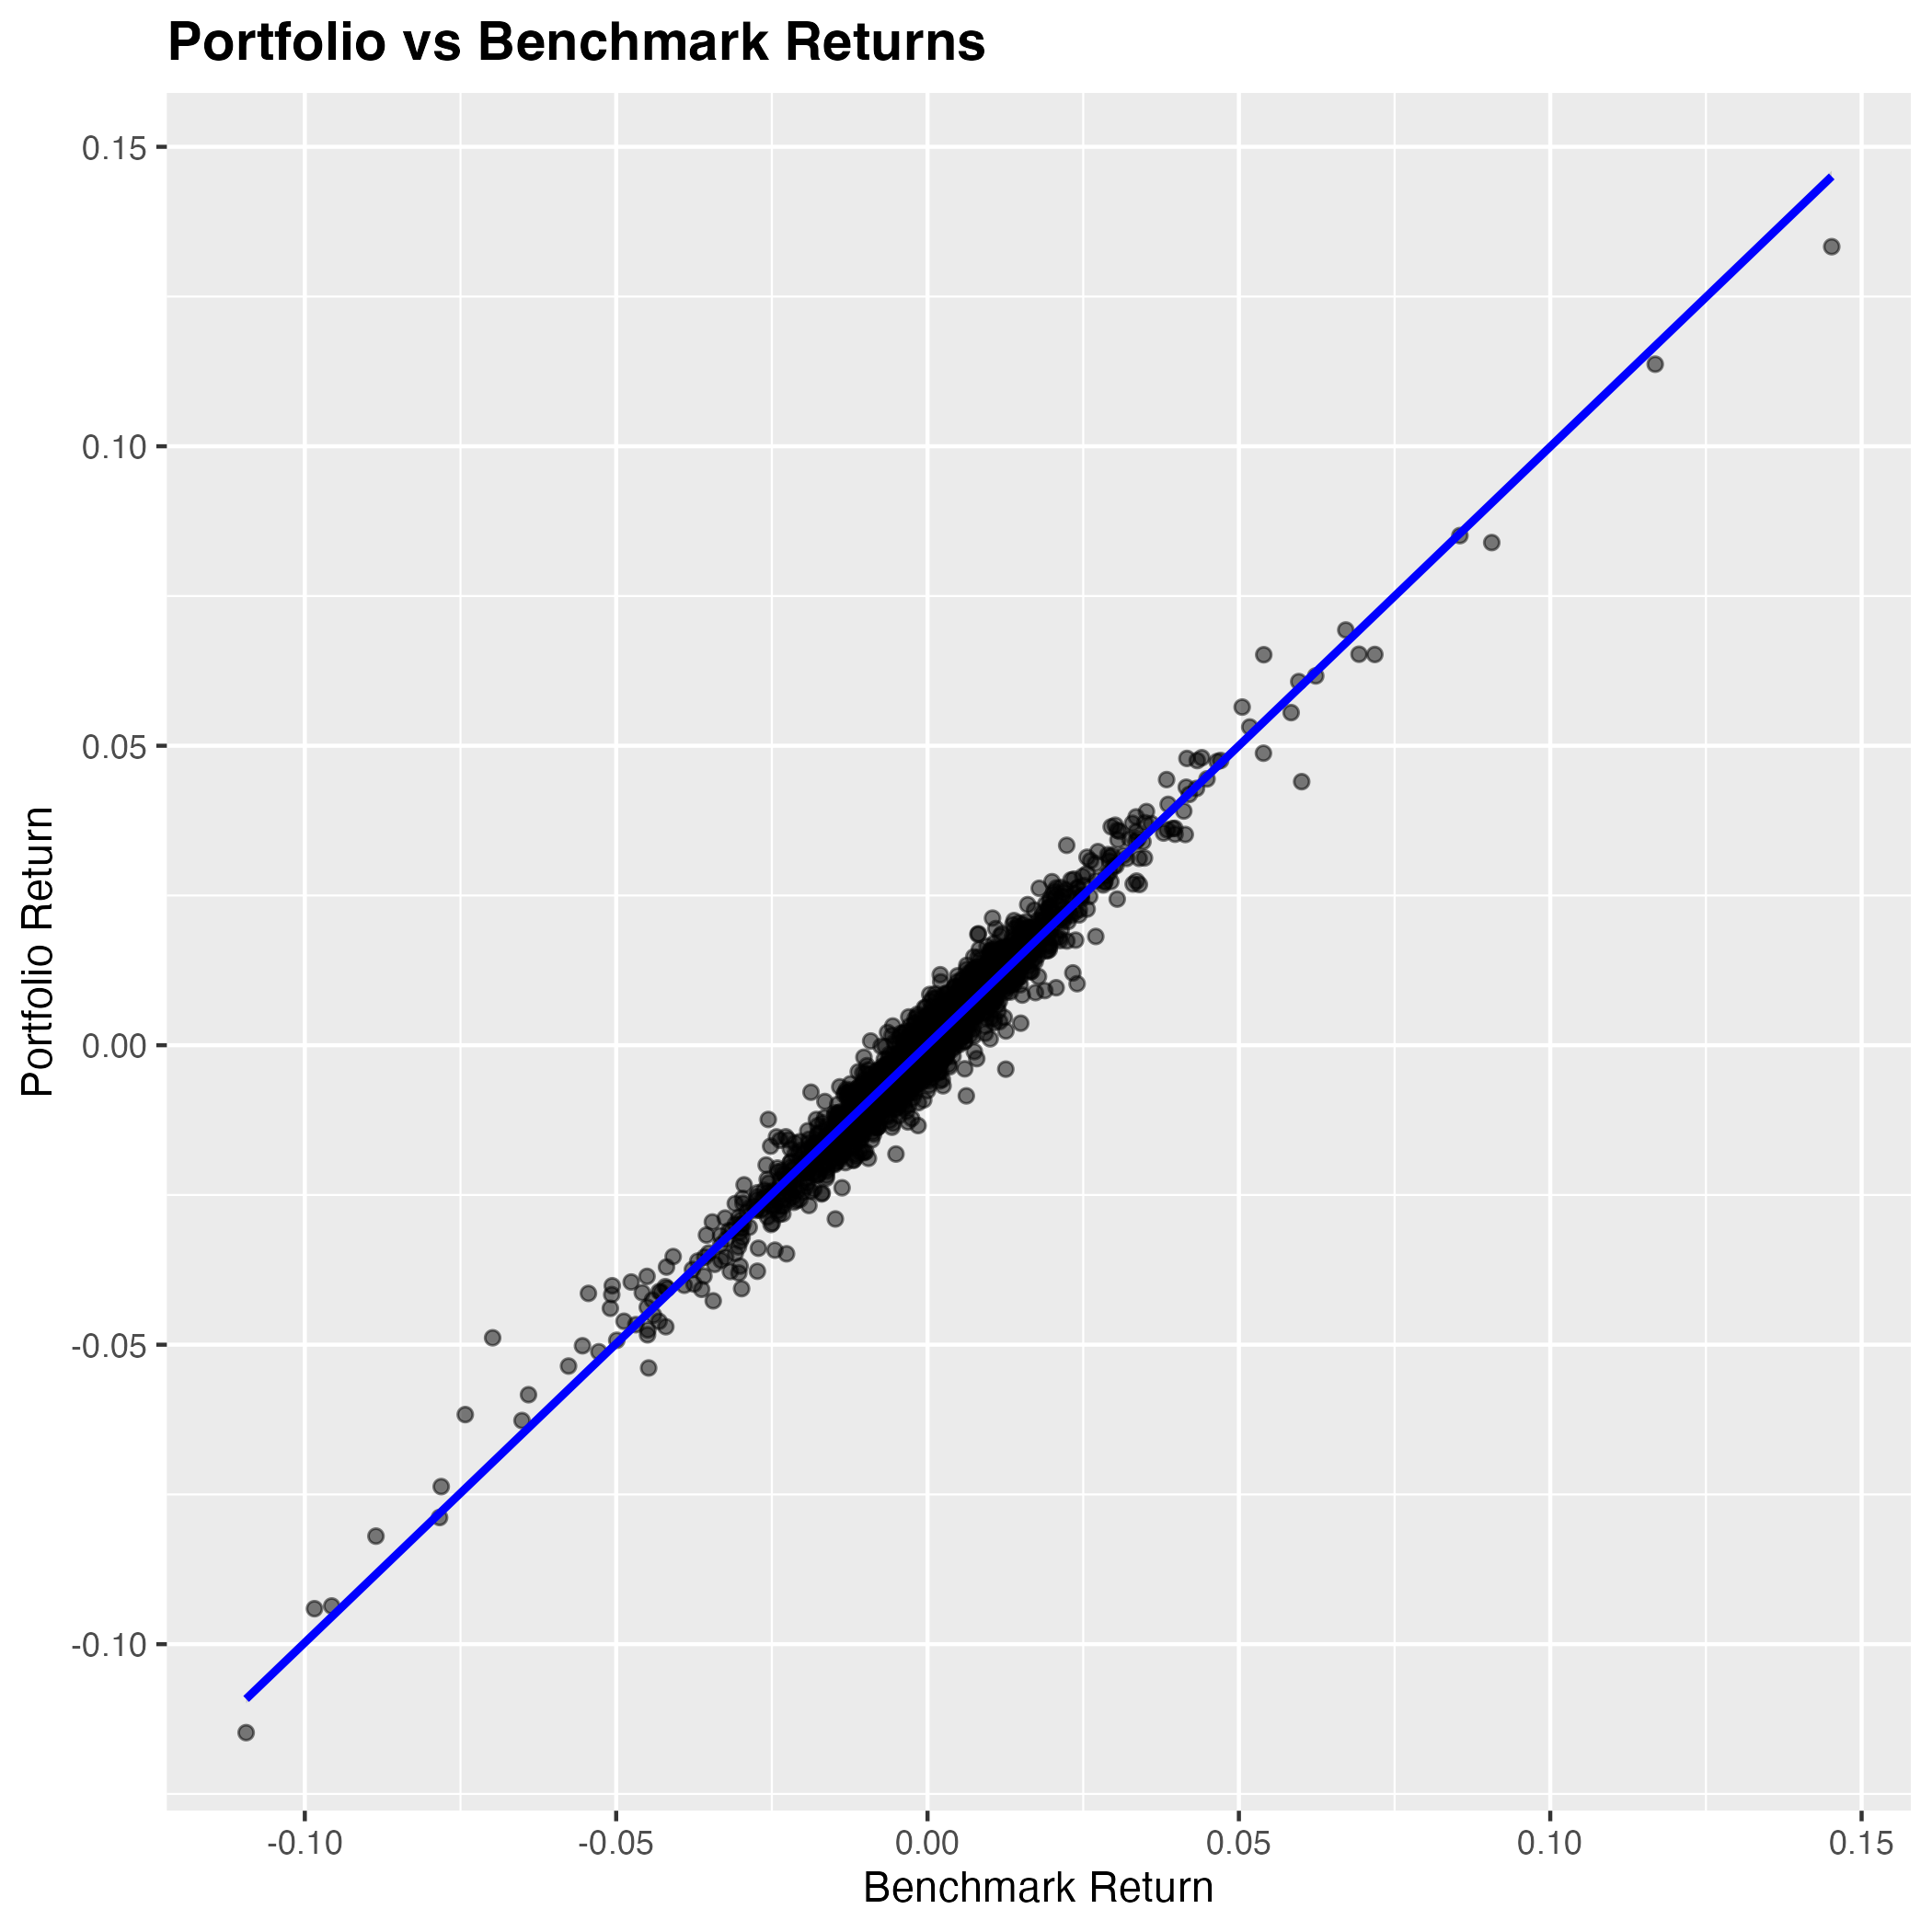 Portfolio vs Benchmark Returns
0.15
0.10
0.05
0.00
-0.05
-0.10
Portfolio Return
-0.10 -0.05 0.00 0.05 0.10 0.15
Benchmark Return